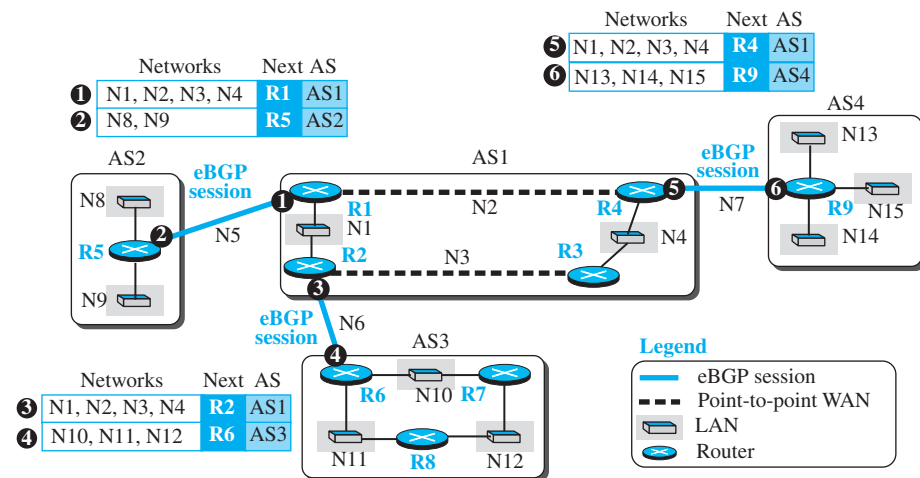 Networks Next AS
5 N1, N2, N3, N4 R4 AS1
6 N13, N14, N15 R9 AS4
Networks Next AS
1 N1, N2, N3, N4 R1 AS1
2 N8, N9 R5 AS2
AS2
N8
R5
2
N9
eBGP
session
N5
AS1
1
R1
N1
R2
3
N2
N3
R4
5
N4
R3
eBGP
session
N7
AS4
N13
6
R9
N15
N14
eBGP
session
N6
AS3
4
R6
N10
R7
N11
R8
N12
Networks Next AS
3 N1, N2, N3, N4 R2 AS1
4 N10, N11, N12 R6 AS3
Legend
eBGP session
Point-to-point WAN
LAN
Router